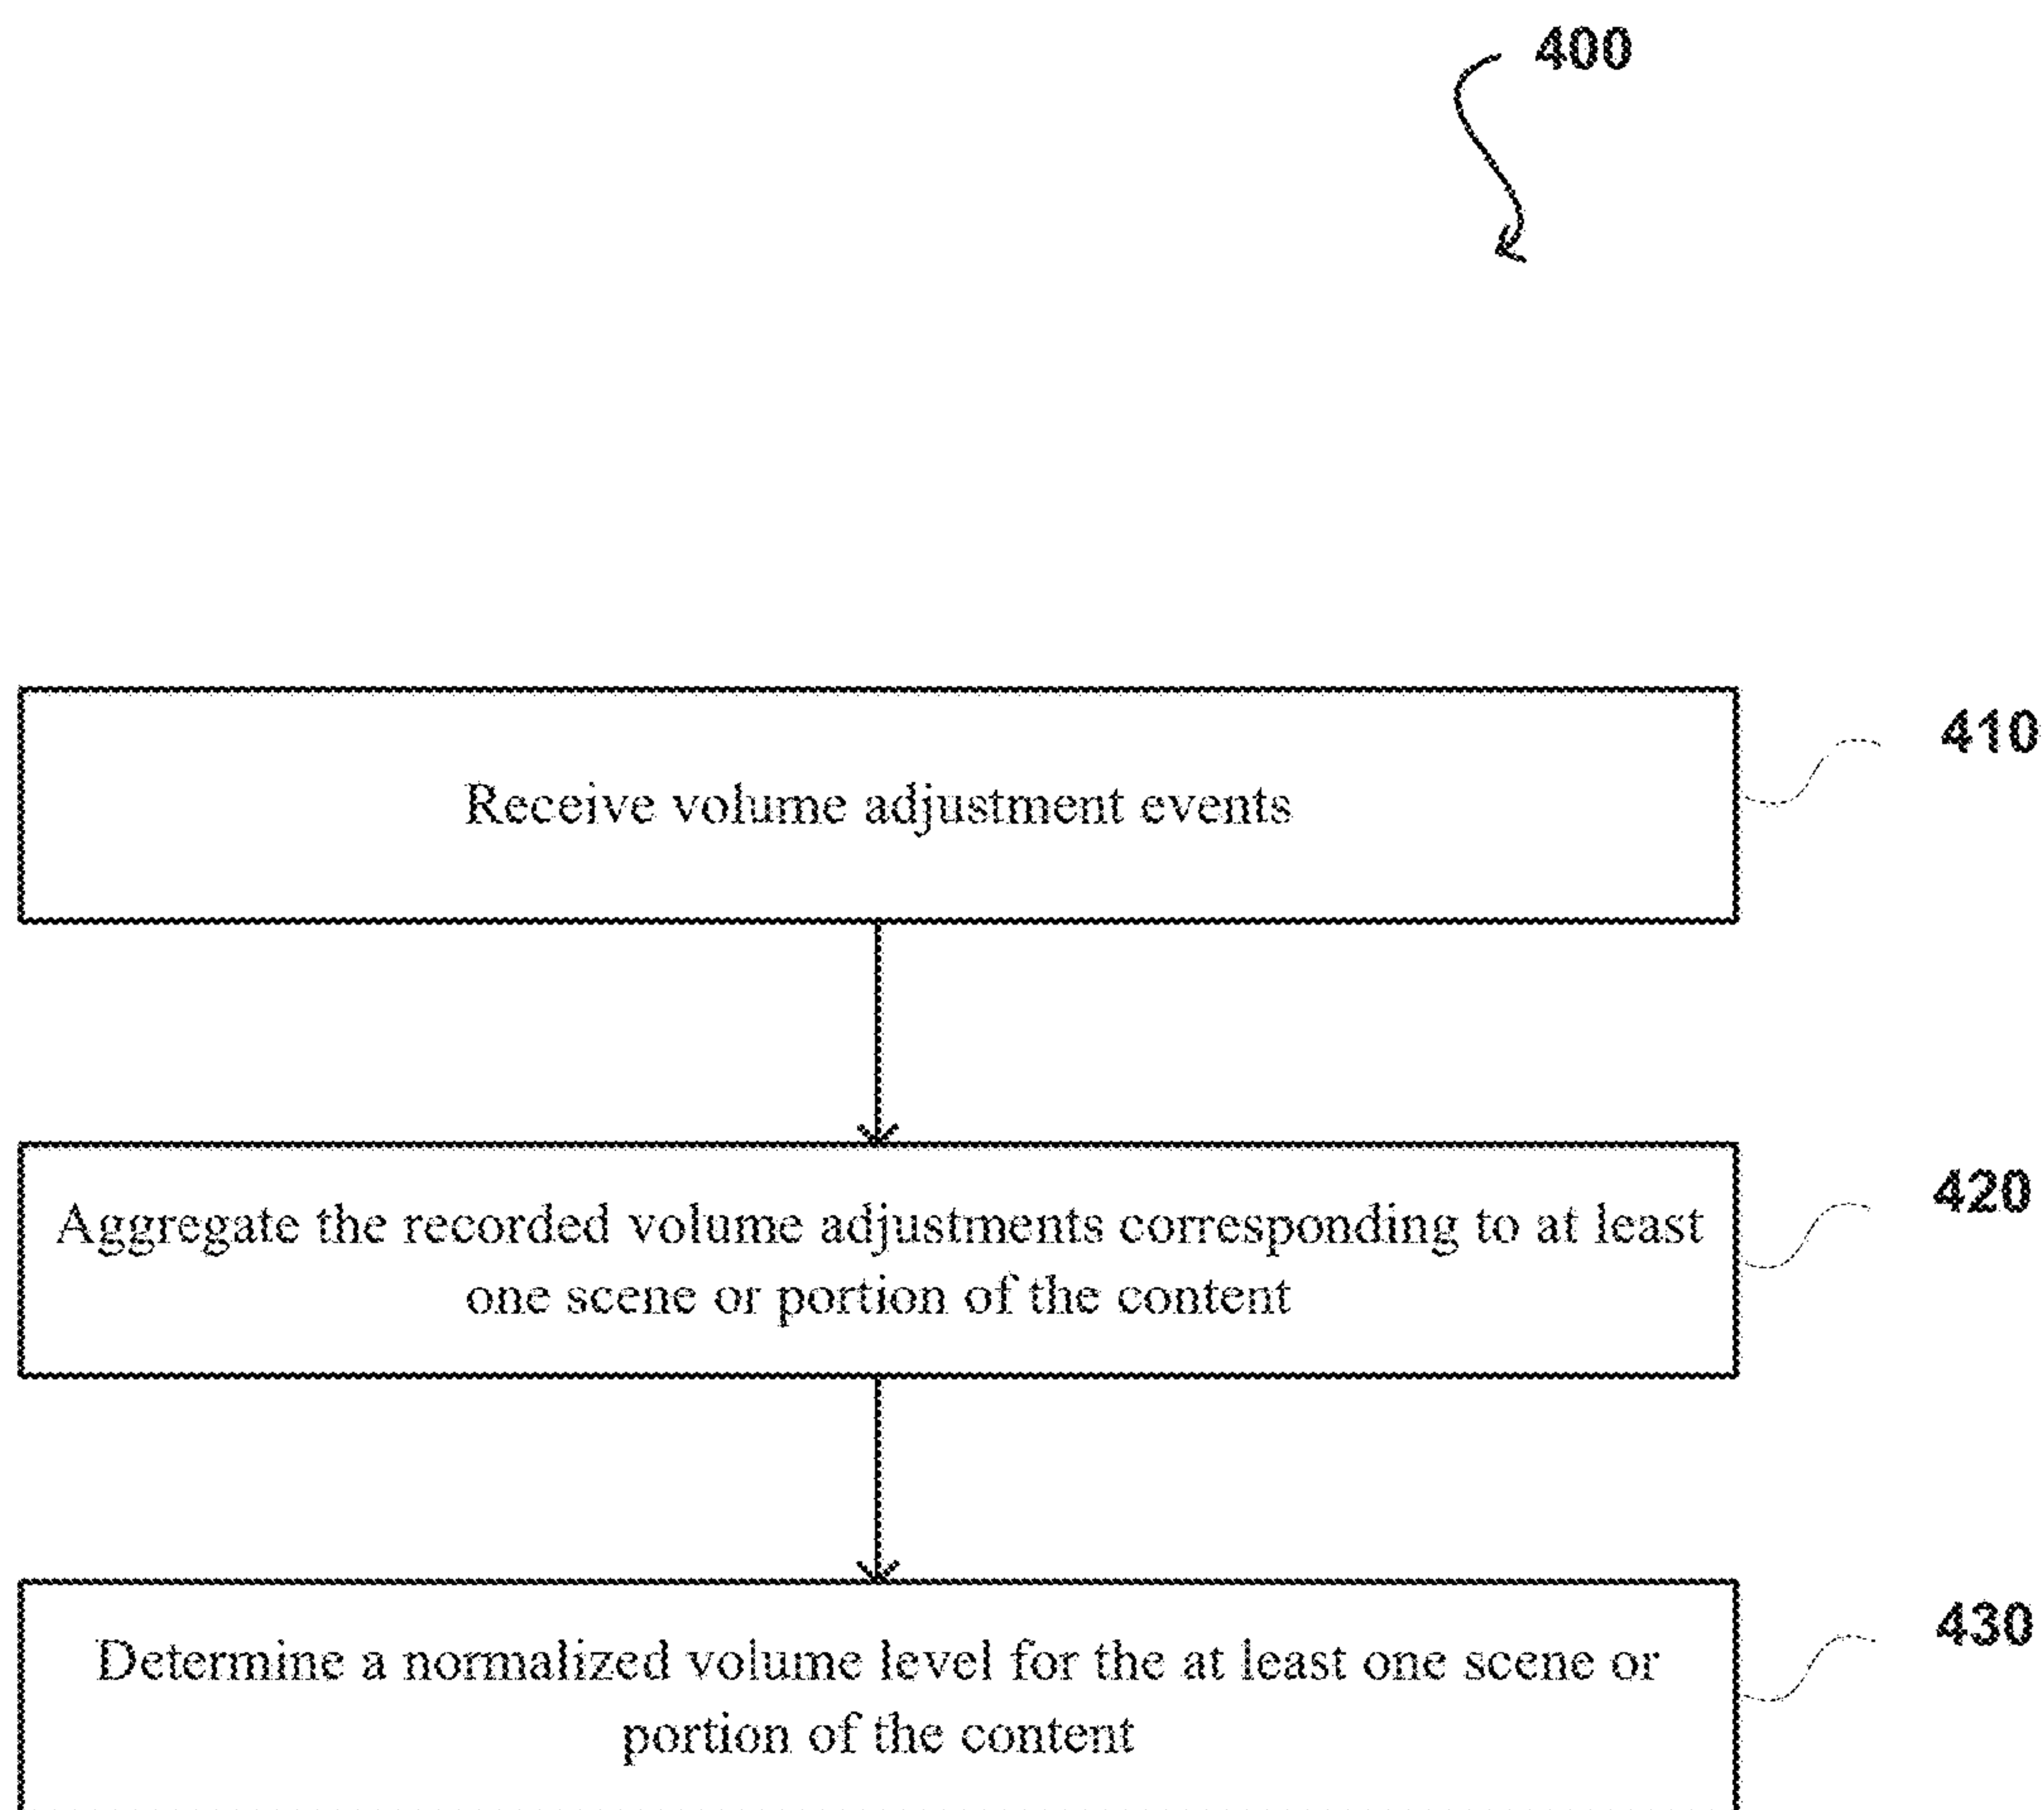 400
Receive volume adjustment events
410
Aggregate the recorded volume adjustments corresponding to at least
one scene or portion of the content
420
Determine a normalized volume level for the at least one scene or
portion of the content
430